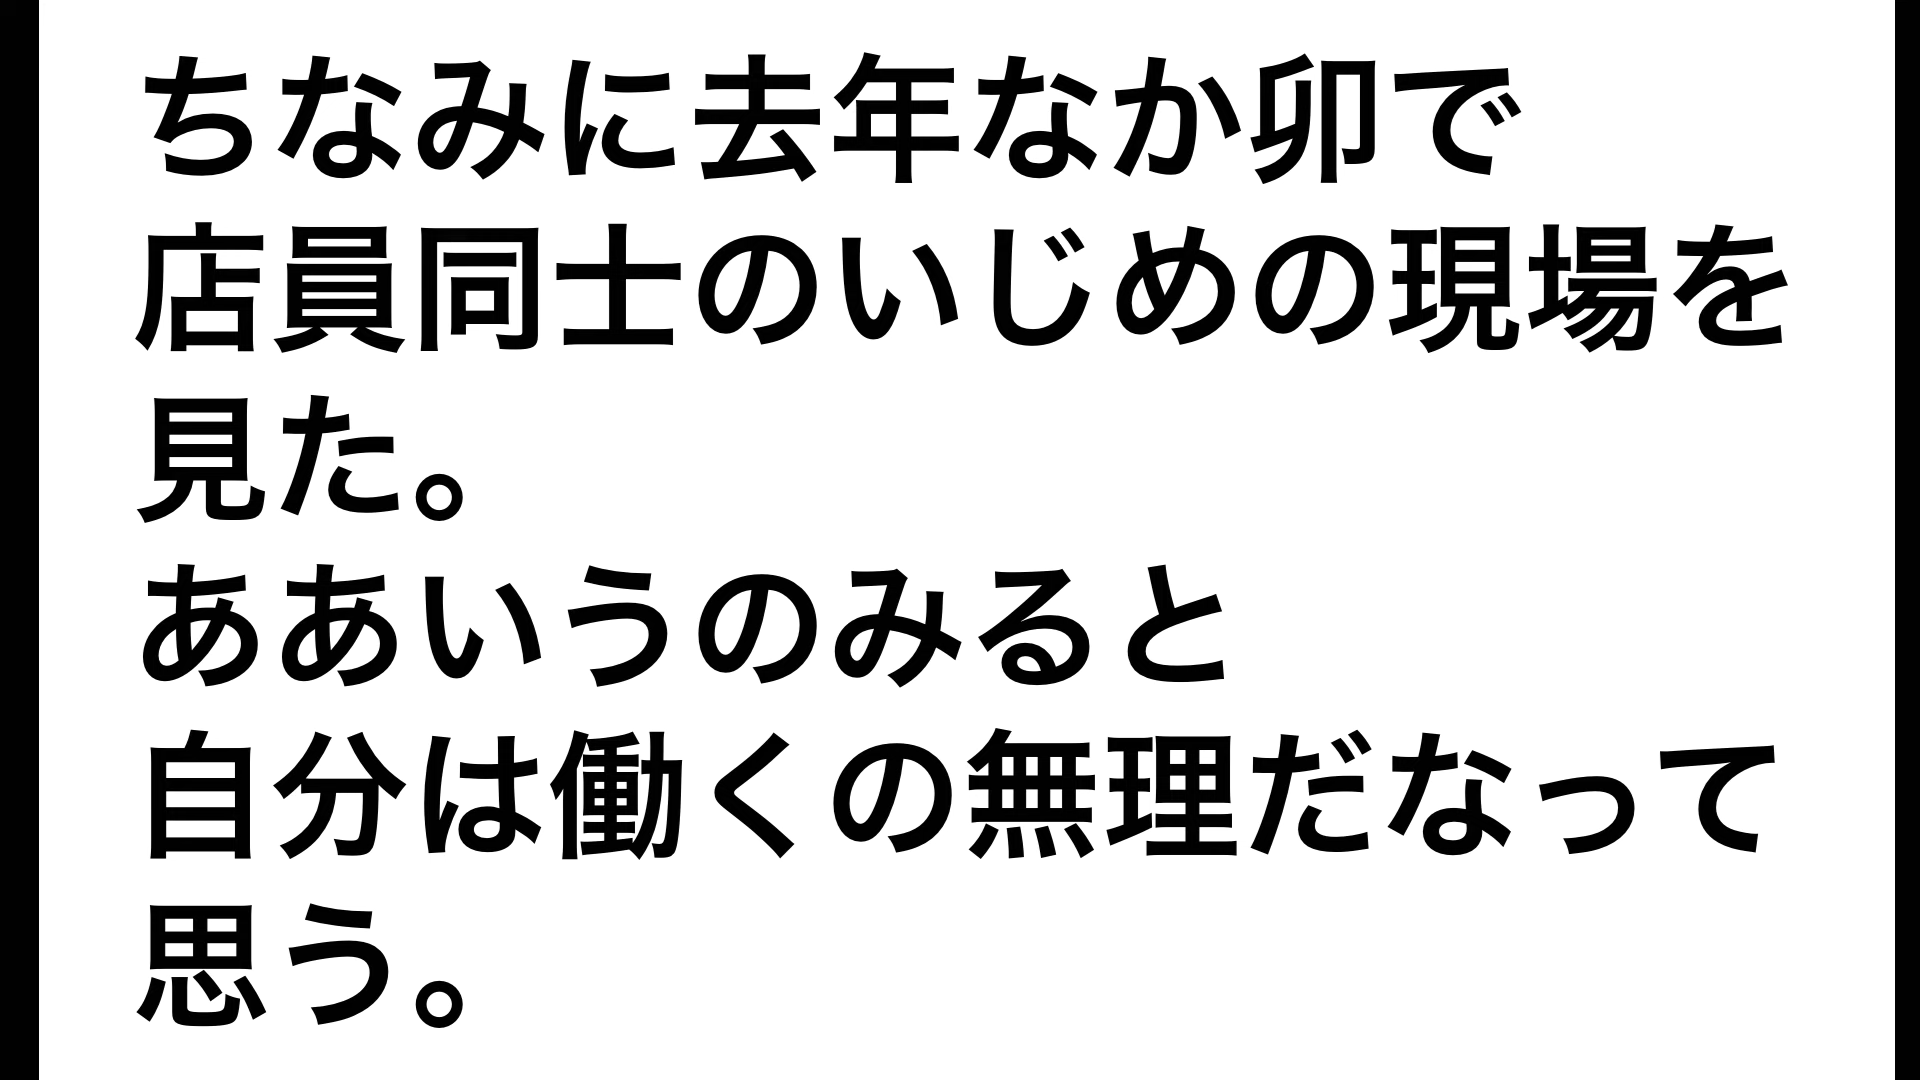 ちなみに去年なか卯で
店員同士のいじめの現場を
見た。
ああいうのみると
自分は働くの無理だなって
思う。